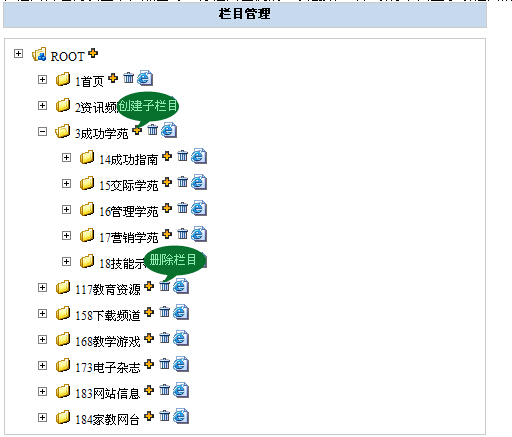 栏目管理
ROOT
1首页
2资讯频
创建子栏目
3成功学苑
14成功指南
15交际学苑
16管理学苑
17营销学苑
18技能示
删除栏目
117教育资源
158下载频道
168教学游戏
173电子杂志
183网站信息
184家教网台